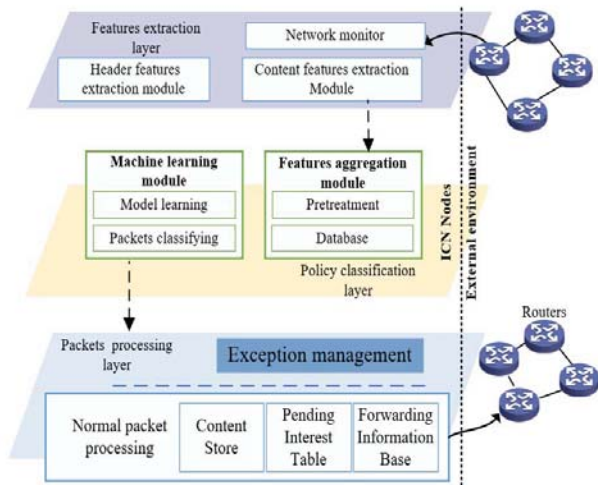 Features extraction
layer
Network monitor
Header features
extraction module
Content features extraction
Module
Machine learning
module
Model learning
Packets classifying
Features aggregation
module
Pretreatment
Database
Policy classification
layer
ICN Nodes
External environment
Routers
Packets processing
layer
Exception management
Normal packet
processing
Content
Store
Pending
Interest
Table
Forwarding
Information
Base